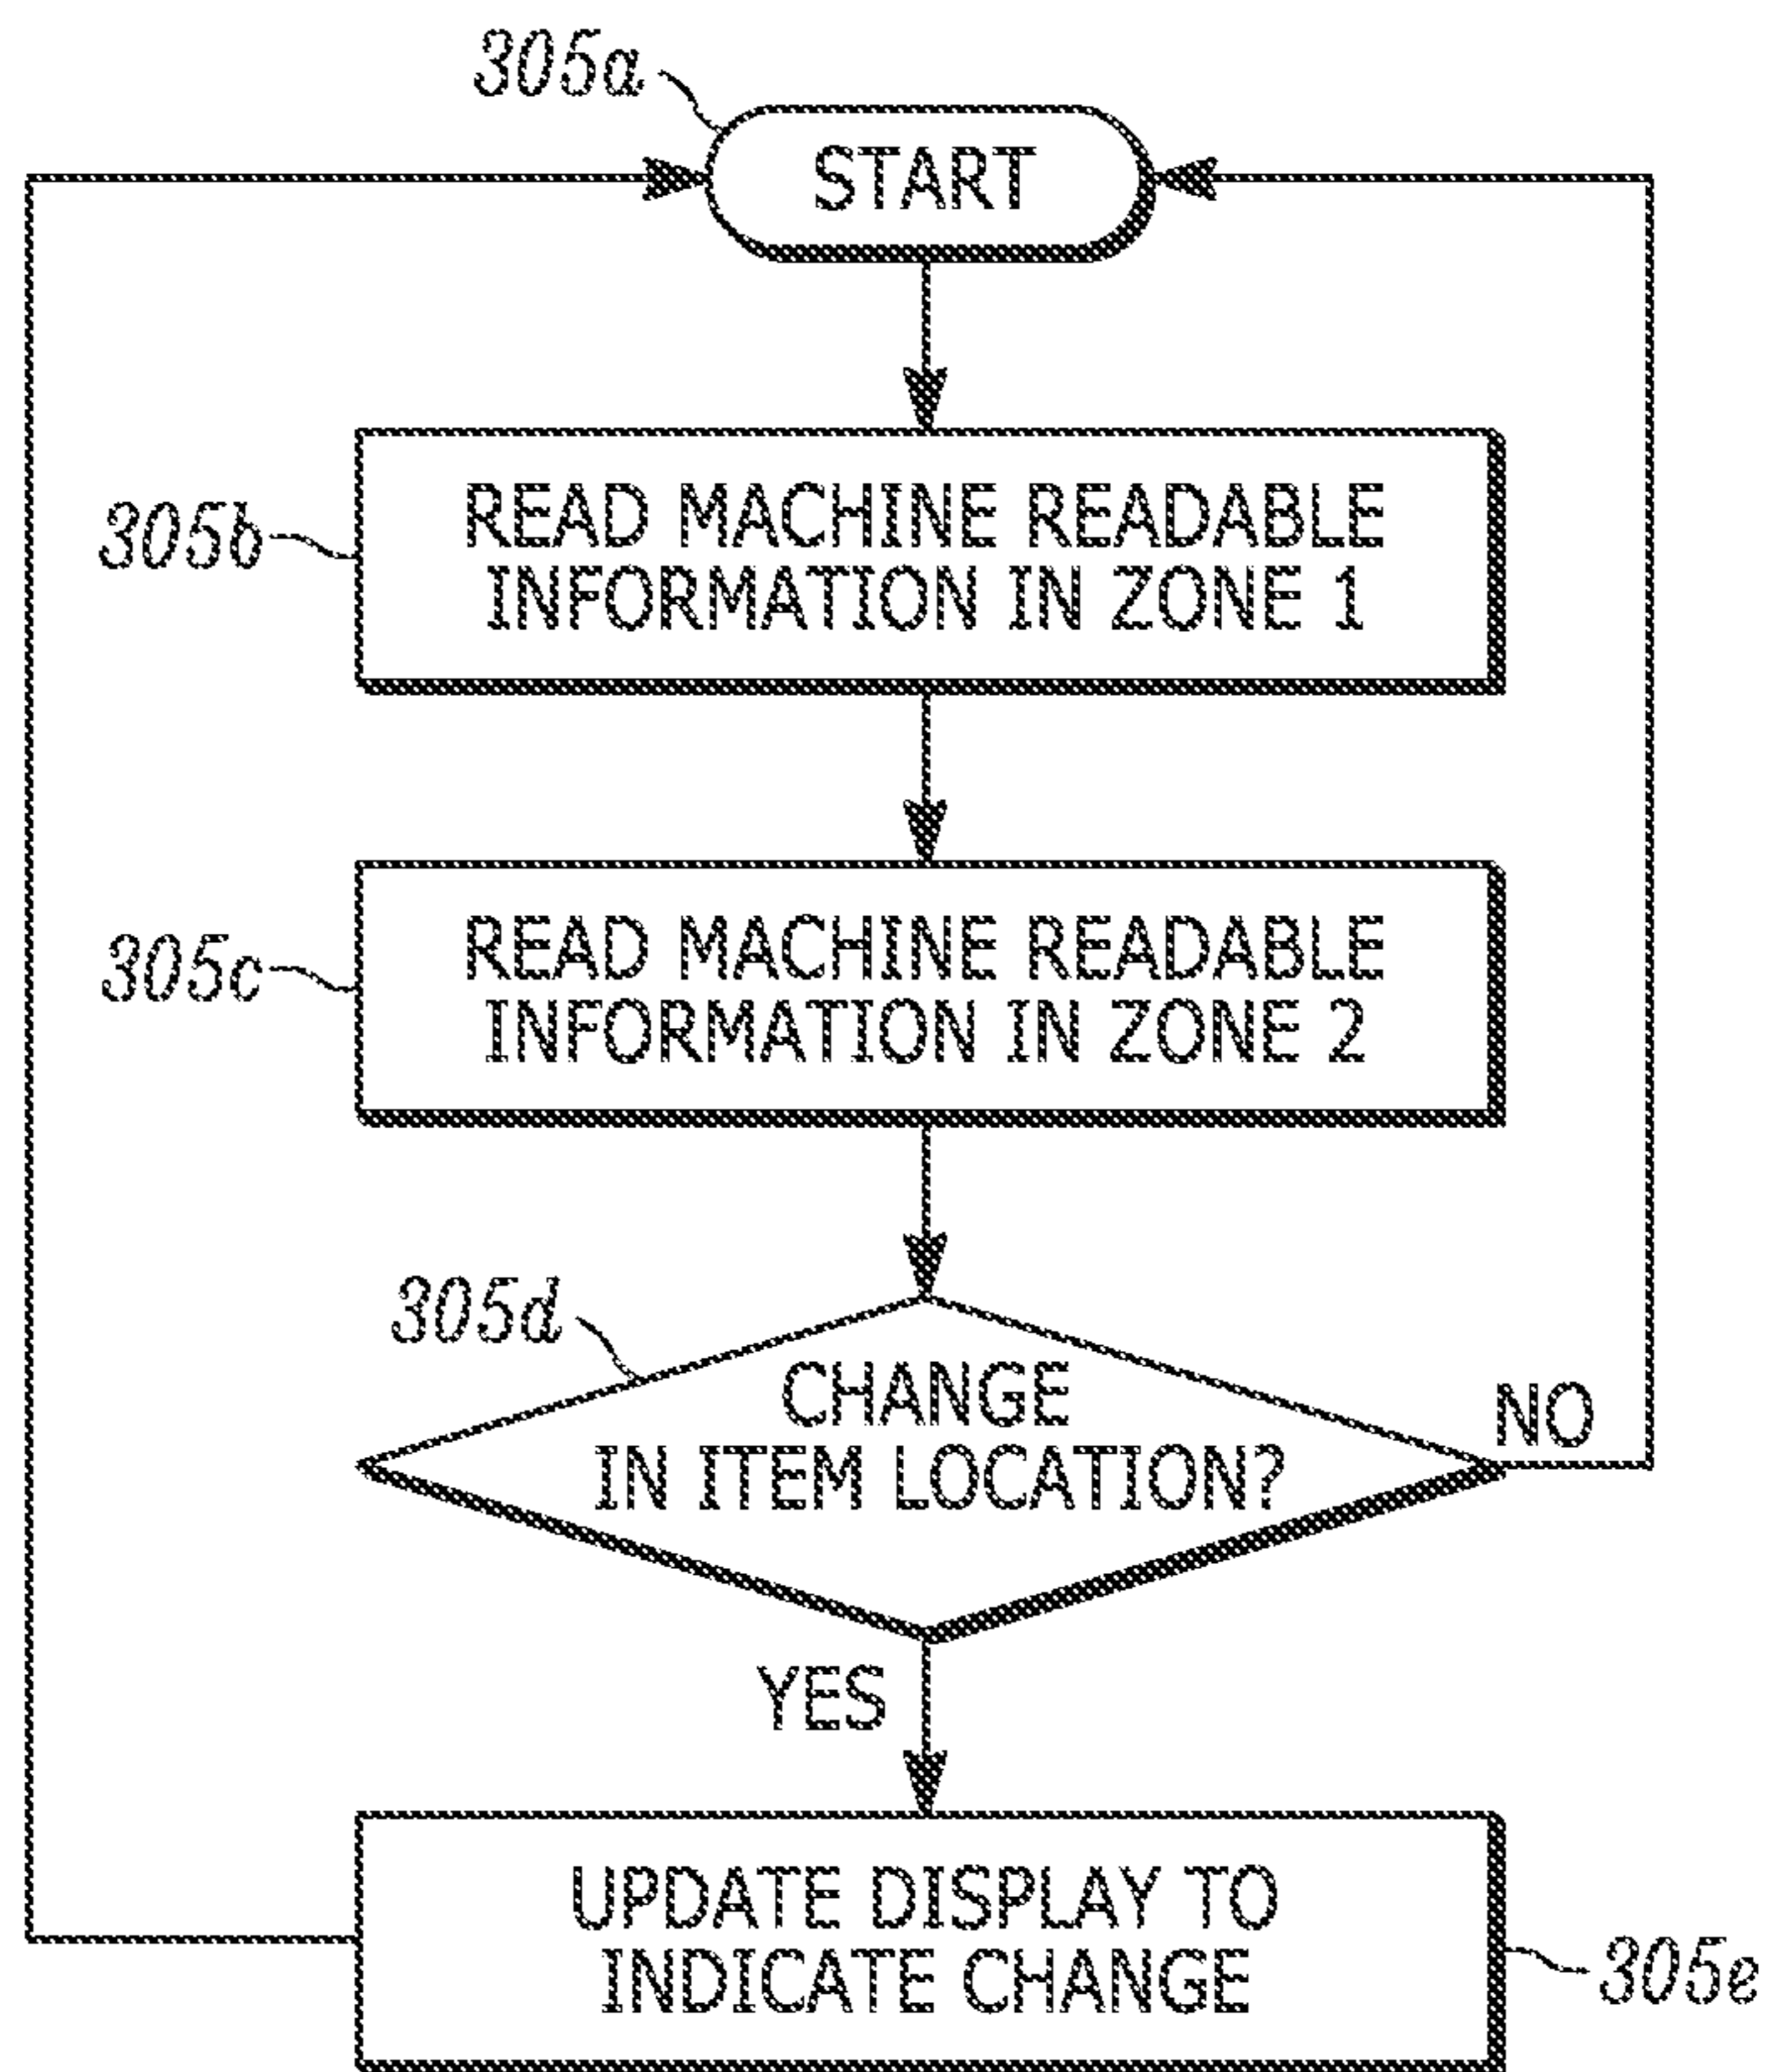 305a
START
305b
READ MACHINE READABLE
INFORMATION IN ZONE 1
305c
READ MACHINE READABLE
INFORMATION IN ZONE 2
305d
CHANGE
IN ITEM LOCATION?
NO
YES
UPDATE DISPLAY TO
INDICATE CHANGE
305e